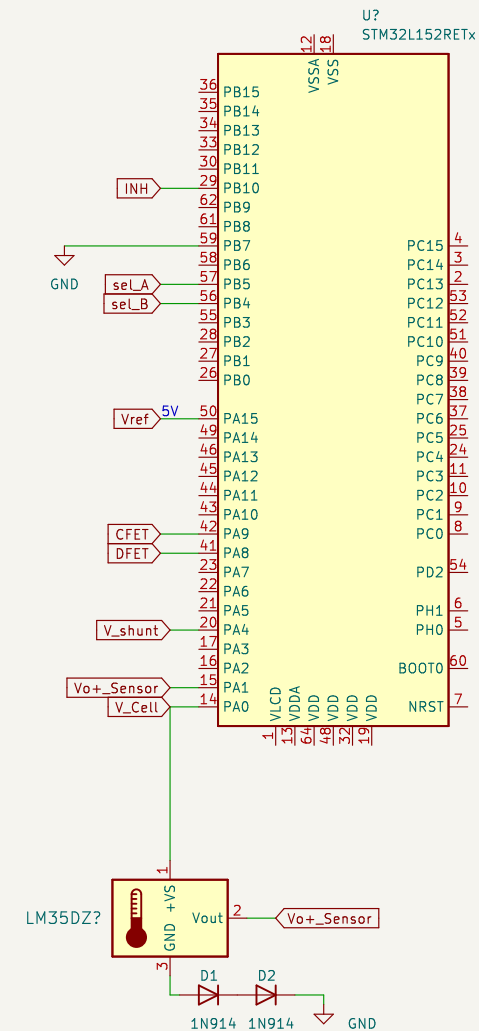 U?
STM32L152RETx
12 18
VSSA VSS
36 PB15
35 PB14
34 PB13
33 PB12
30 PB11
INH 29 PB10
62 PB9
61 PB8
59 PB7 PC15 4
58 PB6 PC14 3
GND
sel_A 57 PB5 PC13 2
sel_B 56 PB4 PC12 53
55 PB3 PC11 52
28 PB2 PC10 51
27 PB1 PC9 40
26 PB0 PC8 39
PC7 38
Vref 5V 50 PA15 PC6 37
49 PA14 PC5 25
46 PA13 PC4 24
45 PA12 PC3 11
44 PA11 PC2 10
43 PA10 PC1 9
CFET 42 PA9 PC0 8
DFET 41 PA8
23 PA7 PD2 54
22 PA6
21 PA5 PH1 6
V_shunt 20 PA4 PH0 5
17 PA3
16 PA2 BOOT0 60
Vo+_Sensor 15 PA1
V_Cell 14 PA0 NRST 7
VLCD VDDA VDD VDD VDD VDD
1 13 64 48 32 19
1
LM35DZ? +VS Vout 2 Vo+_Sensor
GND
3
D1 D2
1N914 1N914 GND